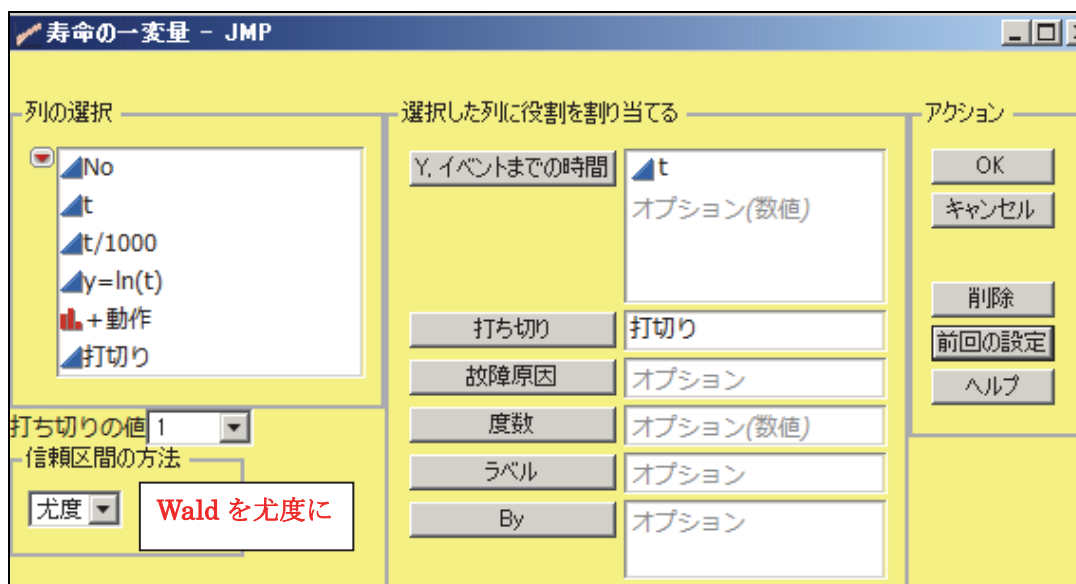 寿命の一変量 - JMP
列の選択
No
t
t/1000
y=ln(t)
+動作
打切り
打ち切りの値 1
信頼区間の方法
尤度
Wald を尤度に
選択した列に役割を割り当てる
Y, イベントまでの時間
t
オプション(数値)
打ち切り
打切り
故障原因
オプション
度数
オプション(数値)
ラベル
オプション
By
オプション
アクション
OK
キャンセル
削除
前回の設定
ヘルプ